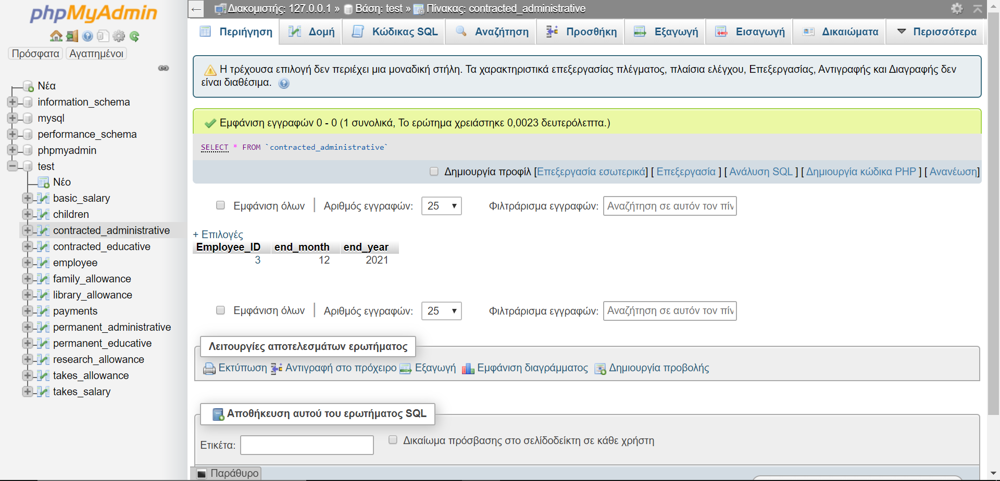 phpMyAdmin
Πρόσφατα Αγαπημένοι
Νέα
information_schema
mysql
performance_schema
phpmyadmin
test
Νέο
basic_salary
children
contracted_administrative
contracted_educative
employee
family_allowance
library_allowance
payments
permanent_administrative
permanent_educative
research_allowance
takes_allowance
takes_salary
← Διακομιστής: 127.0.0.1 » Βάση: test » Πίνακας: contracted_administrative
Περιήγηση Δομή Κώδικας SQL Αναζήτηση Προσθήκη Εξαγωγή Εισαγωγή Δικαιώματα Περισσότερα
Η τρέχουσα επιλογή δεν περιέχει μια μοναδική στήλη. Τα χαρακτηριστικά επεξεργασίας πλέγματος, πλαίσια ελέγχου, Επεξεργασίας, Αντιγραφής και Διαγραφής δεν
είναι διαθέσιμα.
Εμφάνιση εγγραφών 0 - 0 (1 συνολικά, Το ερώτημα χρειάστηκε 0,0023 δευτερόλεπτα.)
SELECT * FROM `contracted_administrative`
Δημιουργία προφίλ [Επεξεργασία εσωτερικά] [ Επεξεργασία ] [ Ανάλυση SQL ] [ Δημιουργία κώδικα PHP ] [ Ανανέωση]
Εμφάνιση όλων | Αριθμός εγγραφών: 25 Φιλτράρισμα εγγραφών: Αναζήτηση σε αυτόν τον πίν
+ Επιλογές
Employee_ID end_month end_year
3 12 2021
Εμφάνιση όλων | Αριθμός εγγραφών: 25 Φιλτράρισμα εγγραφών: Αναζήτηση σε αυτόν τον πίν
Λειτουργίες αποτελεσμάτων ερωτήματος
Εκτύπωση Αντιγραφή στο πρόχειρο Εξαγωγή Εμφάνιση διαγράμματος Δημιουργία προβολής
Αποθήκευση αυτού του ερωτήματος SQL
Ετικέτα: Δικαίωμα πρόσβασης στο σελιδοδείκτη σε κάθε χρήστη
Παράθυρο